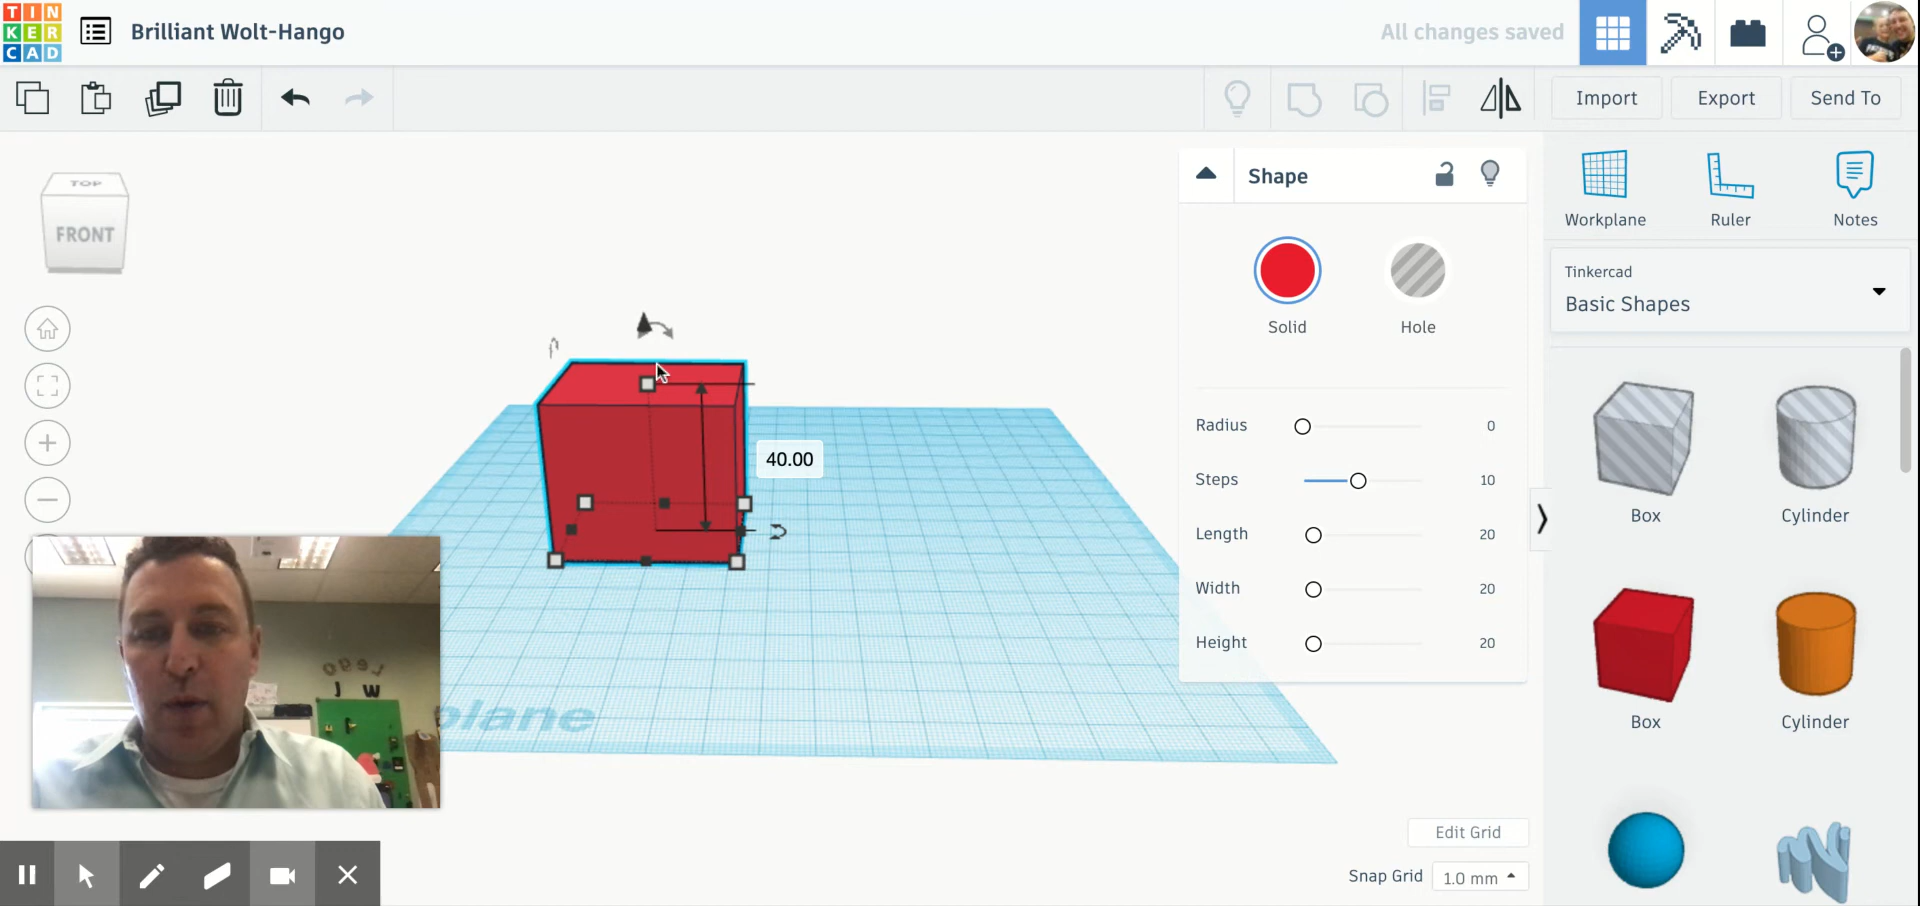 TIN
KER
CAD
Brilliant Wolt-Hango
All changes saved
Import
Export
Send To
TOP
FRONT
Shape
Solid
Hole
Radius 0
Steps 10
Length 20
Width 20
Height 20
40.00
Workplane
Ruler
Notes
Tinkercad
Basic Shapes
Box
Cylinder
Box
Cylinder
plane
Edit Grid
Snap Grid 1.0 mm